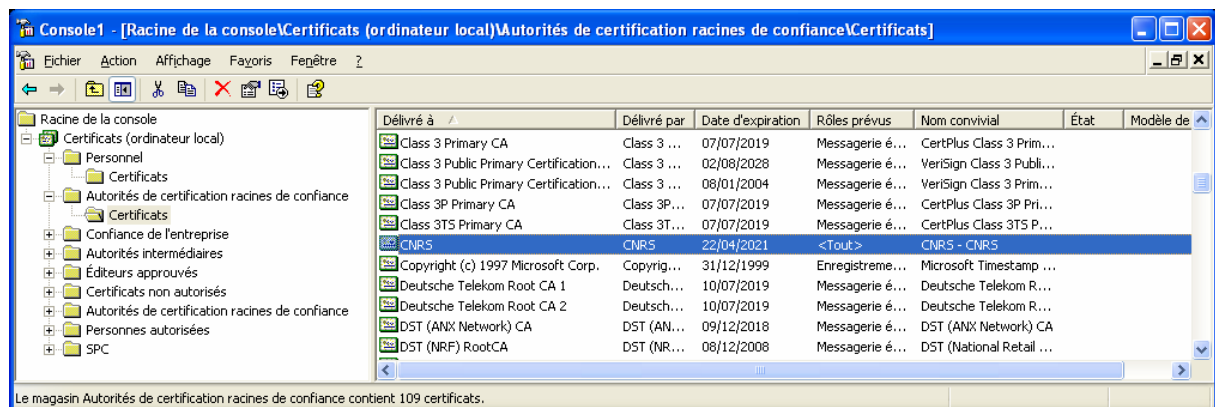 Console1 - [Racine de la console\Certificats (ordinateur local)\Autorités de certification racines de confiance\Certificats]
Fichier Action Affichage Favoris Fenêtre ?
Racine de la console
Certificats (ordinateur local)
Personnel
Certificats
Autorités de certification racines de confiance
Certificats
Confiance de l'entreprise
Autorités intermédiaires
Éditeurs approuvés
Certificats non autorisés
Autorités de certification racines de confiance
Personnes autorisées
SPC
Délivré à Délivré par Date d'expiration Rôles prévus Nom convivial État Modèle de
Class 3 Primary CA Class 3 ... 07/07/2019 Messagerie é... CertPlus Class 3 Prim...
Class 3 Public Primary Certification... Class 3 ... 02/08/2028 Messagerie é... VeriSign Class 3 Publi...
Class 3 Public Primary Certification... Class 3 ... 08/01/2004 Messagerie é... VeriSign Class 3 Prim...
Class 3P Primary CA Class 3P... 07/07/2019 Messagerie é... CertPlus Class 3P Pri...
Class 3TS Primary CA Class 3T... 07/07/2019 Messagerie é... CertPlus Class 3TS P...
CNRS CNRS 22/04/2021 <Tout> CNRS - CNRS
Copyright (c) 1997 Microsoft Corp. Copyrig... 31/12/1999 Enregistreme... Microsoft Timestamp ...
Deutsche Telekom Root CA 1 Deutsch... 10/07/2019 Messagerie é... Deutsche Telekom R...
Deutsche Telekom Root CA 2 Deutsch... 10/07/2019 Messagerie é... Deutsche Telekom R...
DST (ANX Network) CA DST (AN... 09/12/2018 Messagerie é... DST (ANX Network) CA
DST (NRF) RootCA DST (NR... 08/12/2008 Messagerie é... DST (National Retail ...
Le magasin Autorités de certification racines de confiance contient 109 certificats.